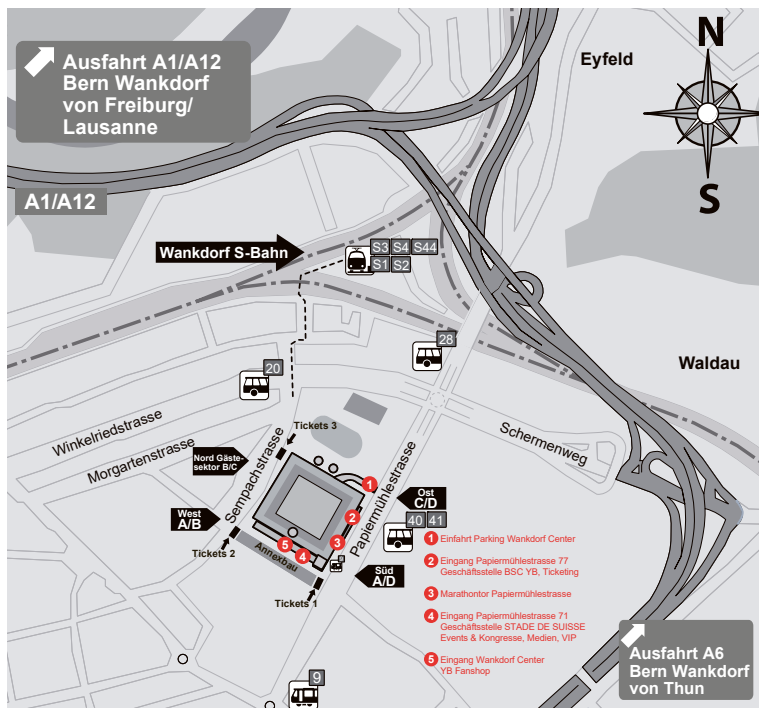 Ausfahrt A1/A12
Bern Wankdorf
von Freiburg/
Lausanne
N
S
Eyfeld
A1/A12
Wankdorf S-Bahn
S3 S4 S44
S1 S2
28
20
Waldau
Winkelriedstrasse
Morgartenstrasse
Sempachstrasse
Papiermühlestrasse
Schermenweg
Tickets 3
Nord Gäste-
sektor B/C
West
A/B
Tickets 2
Annexbau
Tickets 1
Ost
C/D
40 41
Süd
A/D
9
1
2
3
4
5
1 Einfahrt Parking Wankdorf Center
2 Eingang Papiermühlestrasse 77
Geschäftsstelle BSC YB, Ticketing
3 Marathontor Papiermühlestrasse
4 Eingang Papiermühlestrasse 71
Geschäftsstelle STADE DE SUISSE
Events & Kongresse, Medien, VIP
5 Eingang Wankdorf Center
YB Fanshop
Ausfahrt A6
Bern Wankdorf
von Thun